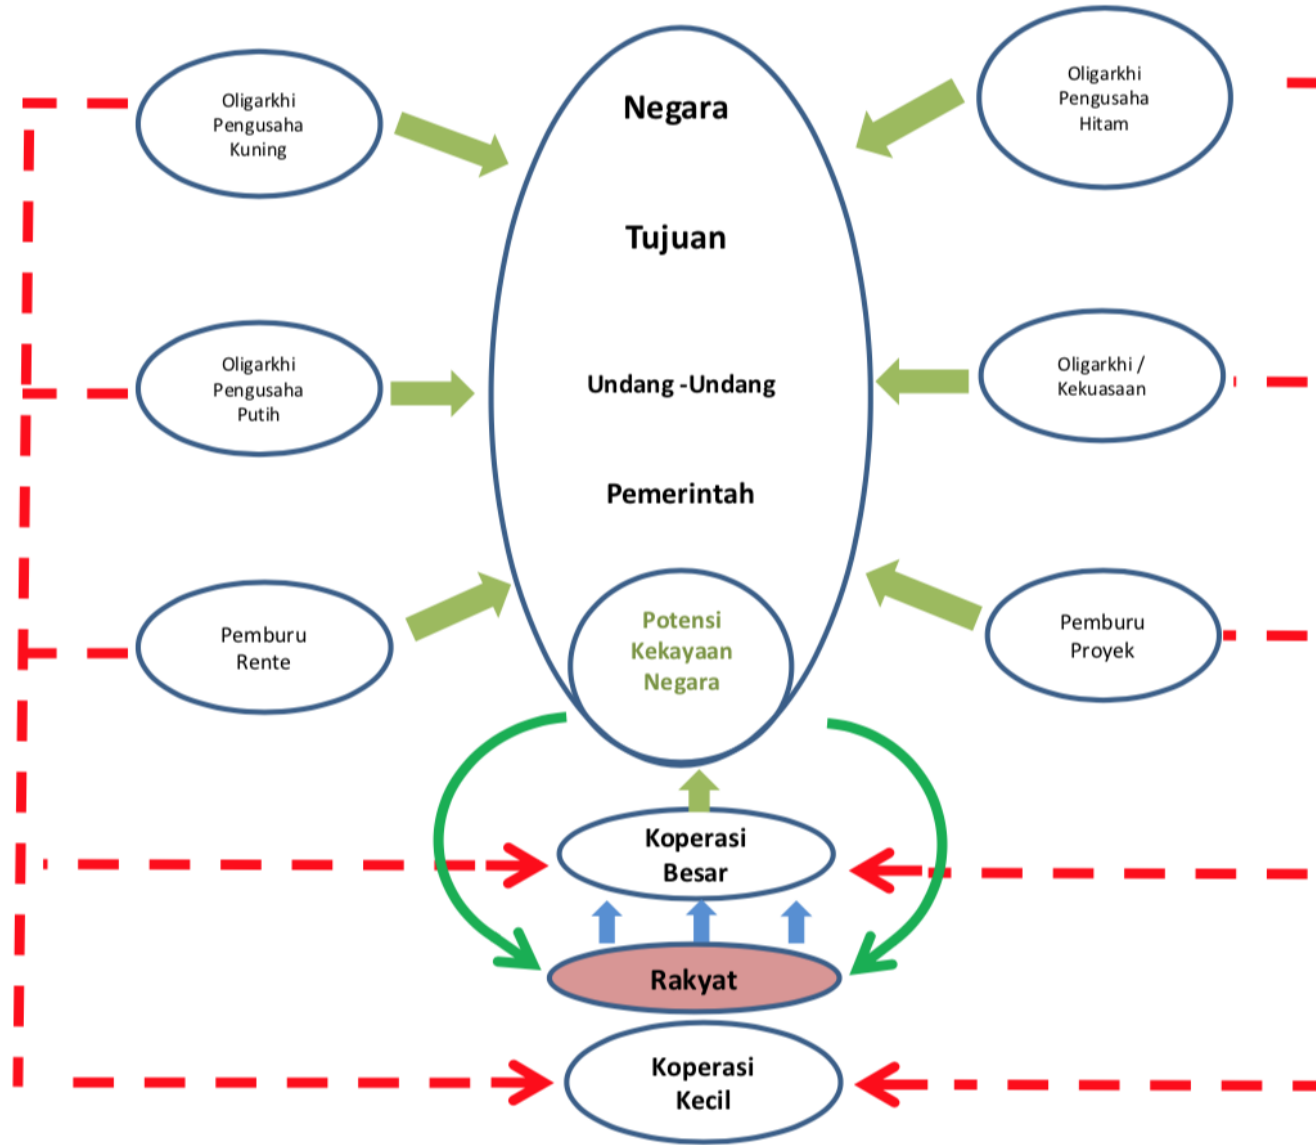 Oligarkhi
Pengusaha
Kuning
Negara
Oligarkhi
Pengusaha
Hitam
Tujuan
Oligarkhi
Pengusaha
Putih
Undang -Undang
Oligarkhi /
Kekuasaan
Pemerintah
Pemburu
Rente
Potensi
Kekayaan
Negara
Pemburu
Proyek
Koperasi
Besar
Rakyat
Koperasi
Kecil